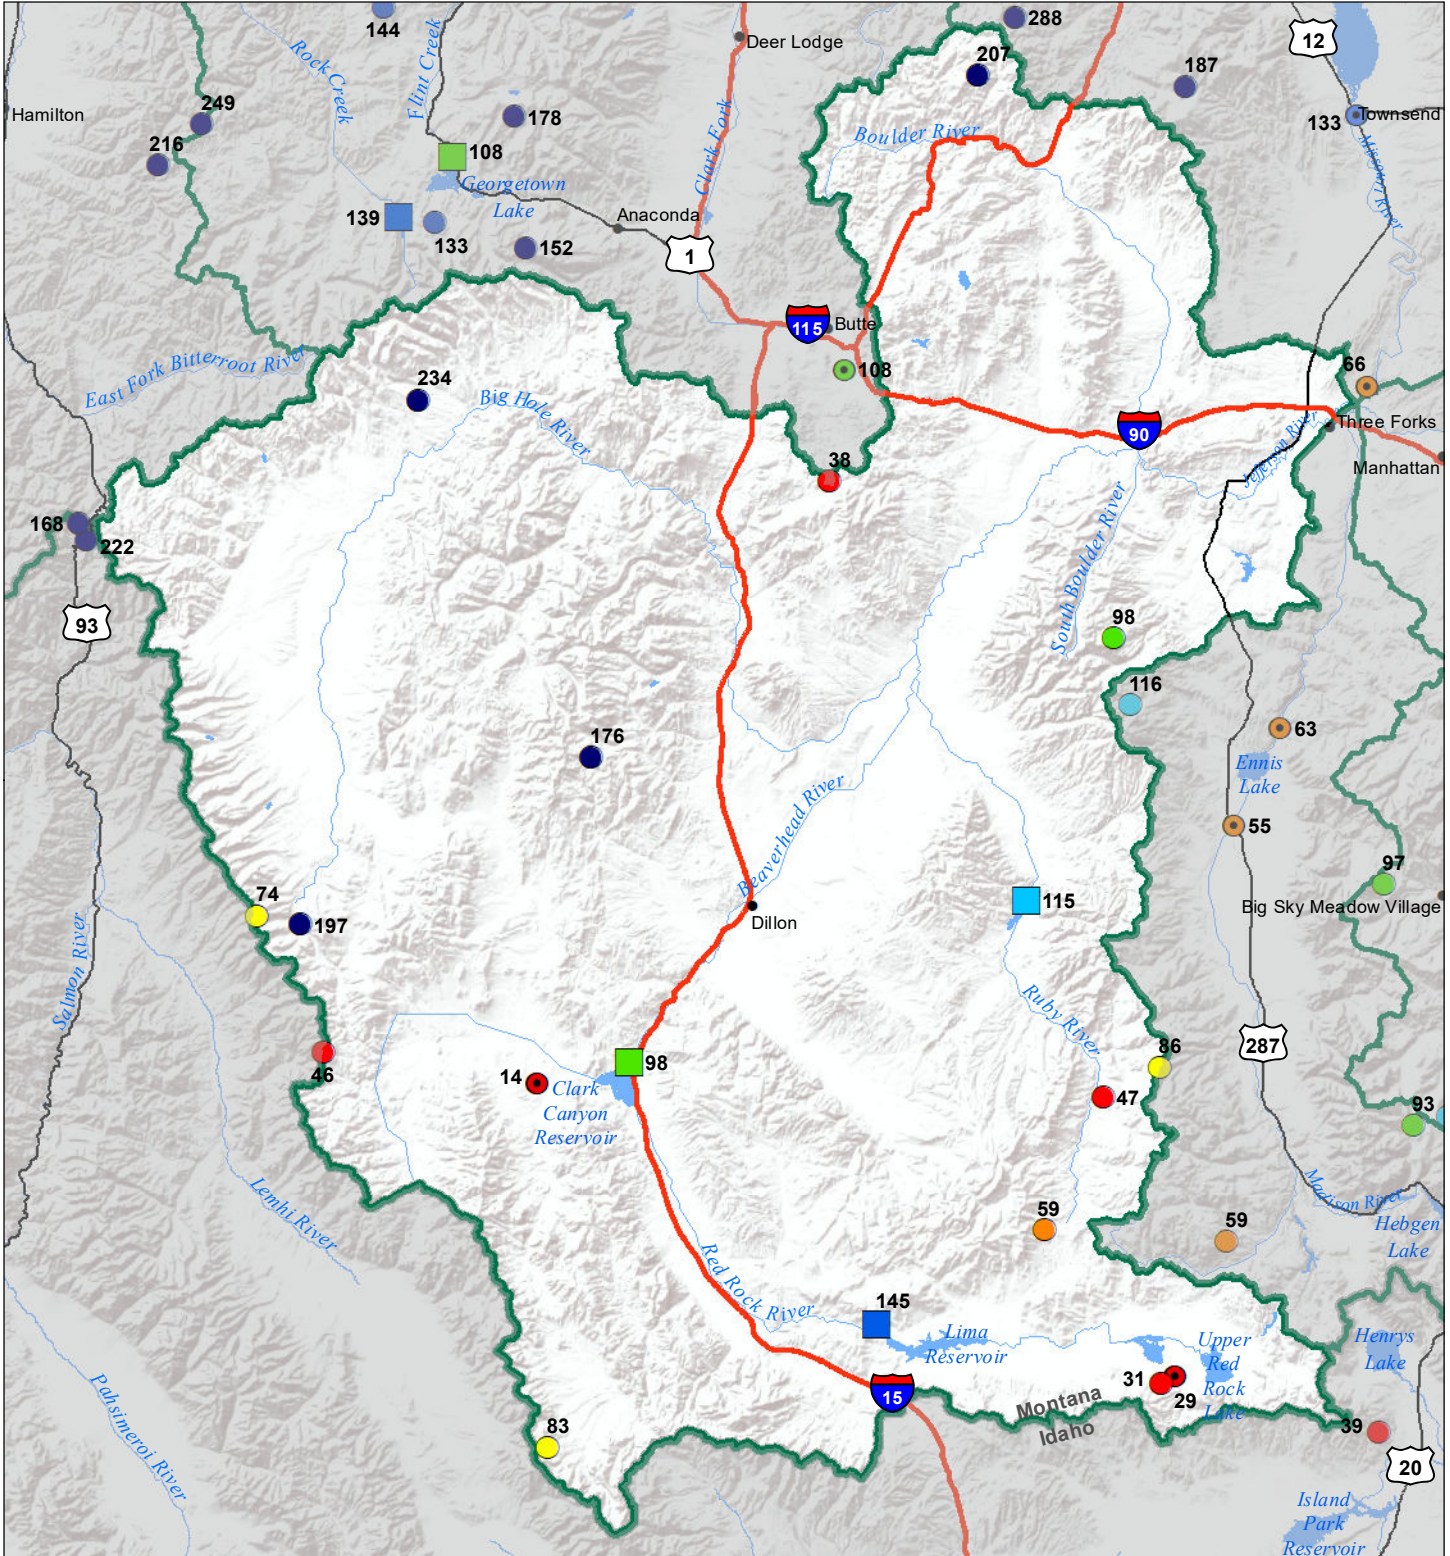 144
288
12
Deer Lodge
207
Rock Creek
Flint Creek
187
Hamilton
249
178
133
Townsend
Clark Fork
Boulder River
216
108
Georgetown
Lake
Missouri River
139
133
152
Anaconda
1
115
Butte
108
East Fork Bitterroot River
234
Big Hole River
66
90
Three Forks
Jefferson River
Manhattan
38
168
222
South Boulder River
93
98
116
176
63
Ennis
Lake
Beaverhead River
55
97
74
197
115
Big Sky Meadow Village
Dillon
Salmon River
Ruby River
287
46
98
86
14
Clark
Canyon
Reservoir
47
93
Lemhi River
Madison River
59
59
Hebgen
Lake
Red Rock River
145
Lima
Reservoir
Upper
Red
Rock
Lake
Henrys
Lake
31
29
15
Montana
Idaho
Pahsimeroi River
83
39
20
Island
Park
Reservoir